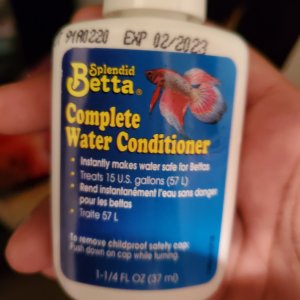 9YA0220 EXP 02/2023
Splendid
Betta®
Complete
Water Conditioner
• Instantly makes water safe for Bettas
• Treats 15 U.S. gallons (57 L)
• Rend instantanément l'eau sans danger
pour les bettas
• Traite 57 L
To remove childproof safety cap:
Push down on cap while turning.
1-1/4 FL OZ (37 ml)